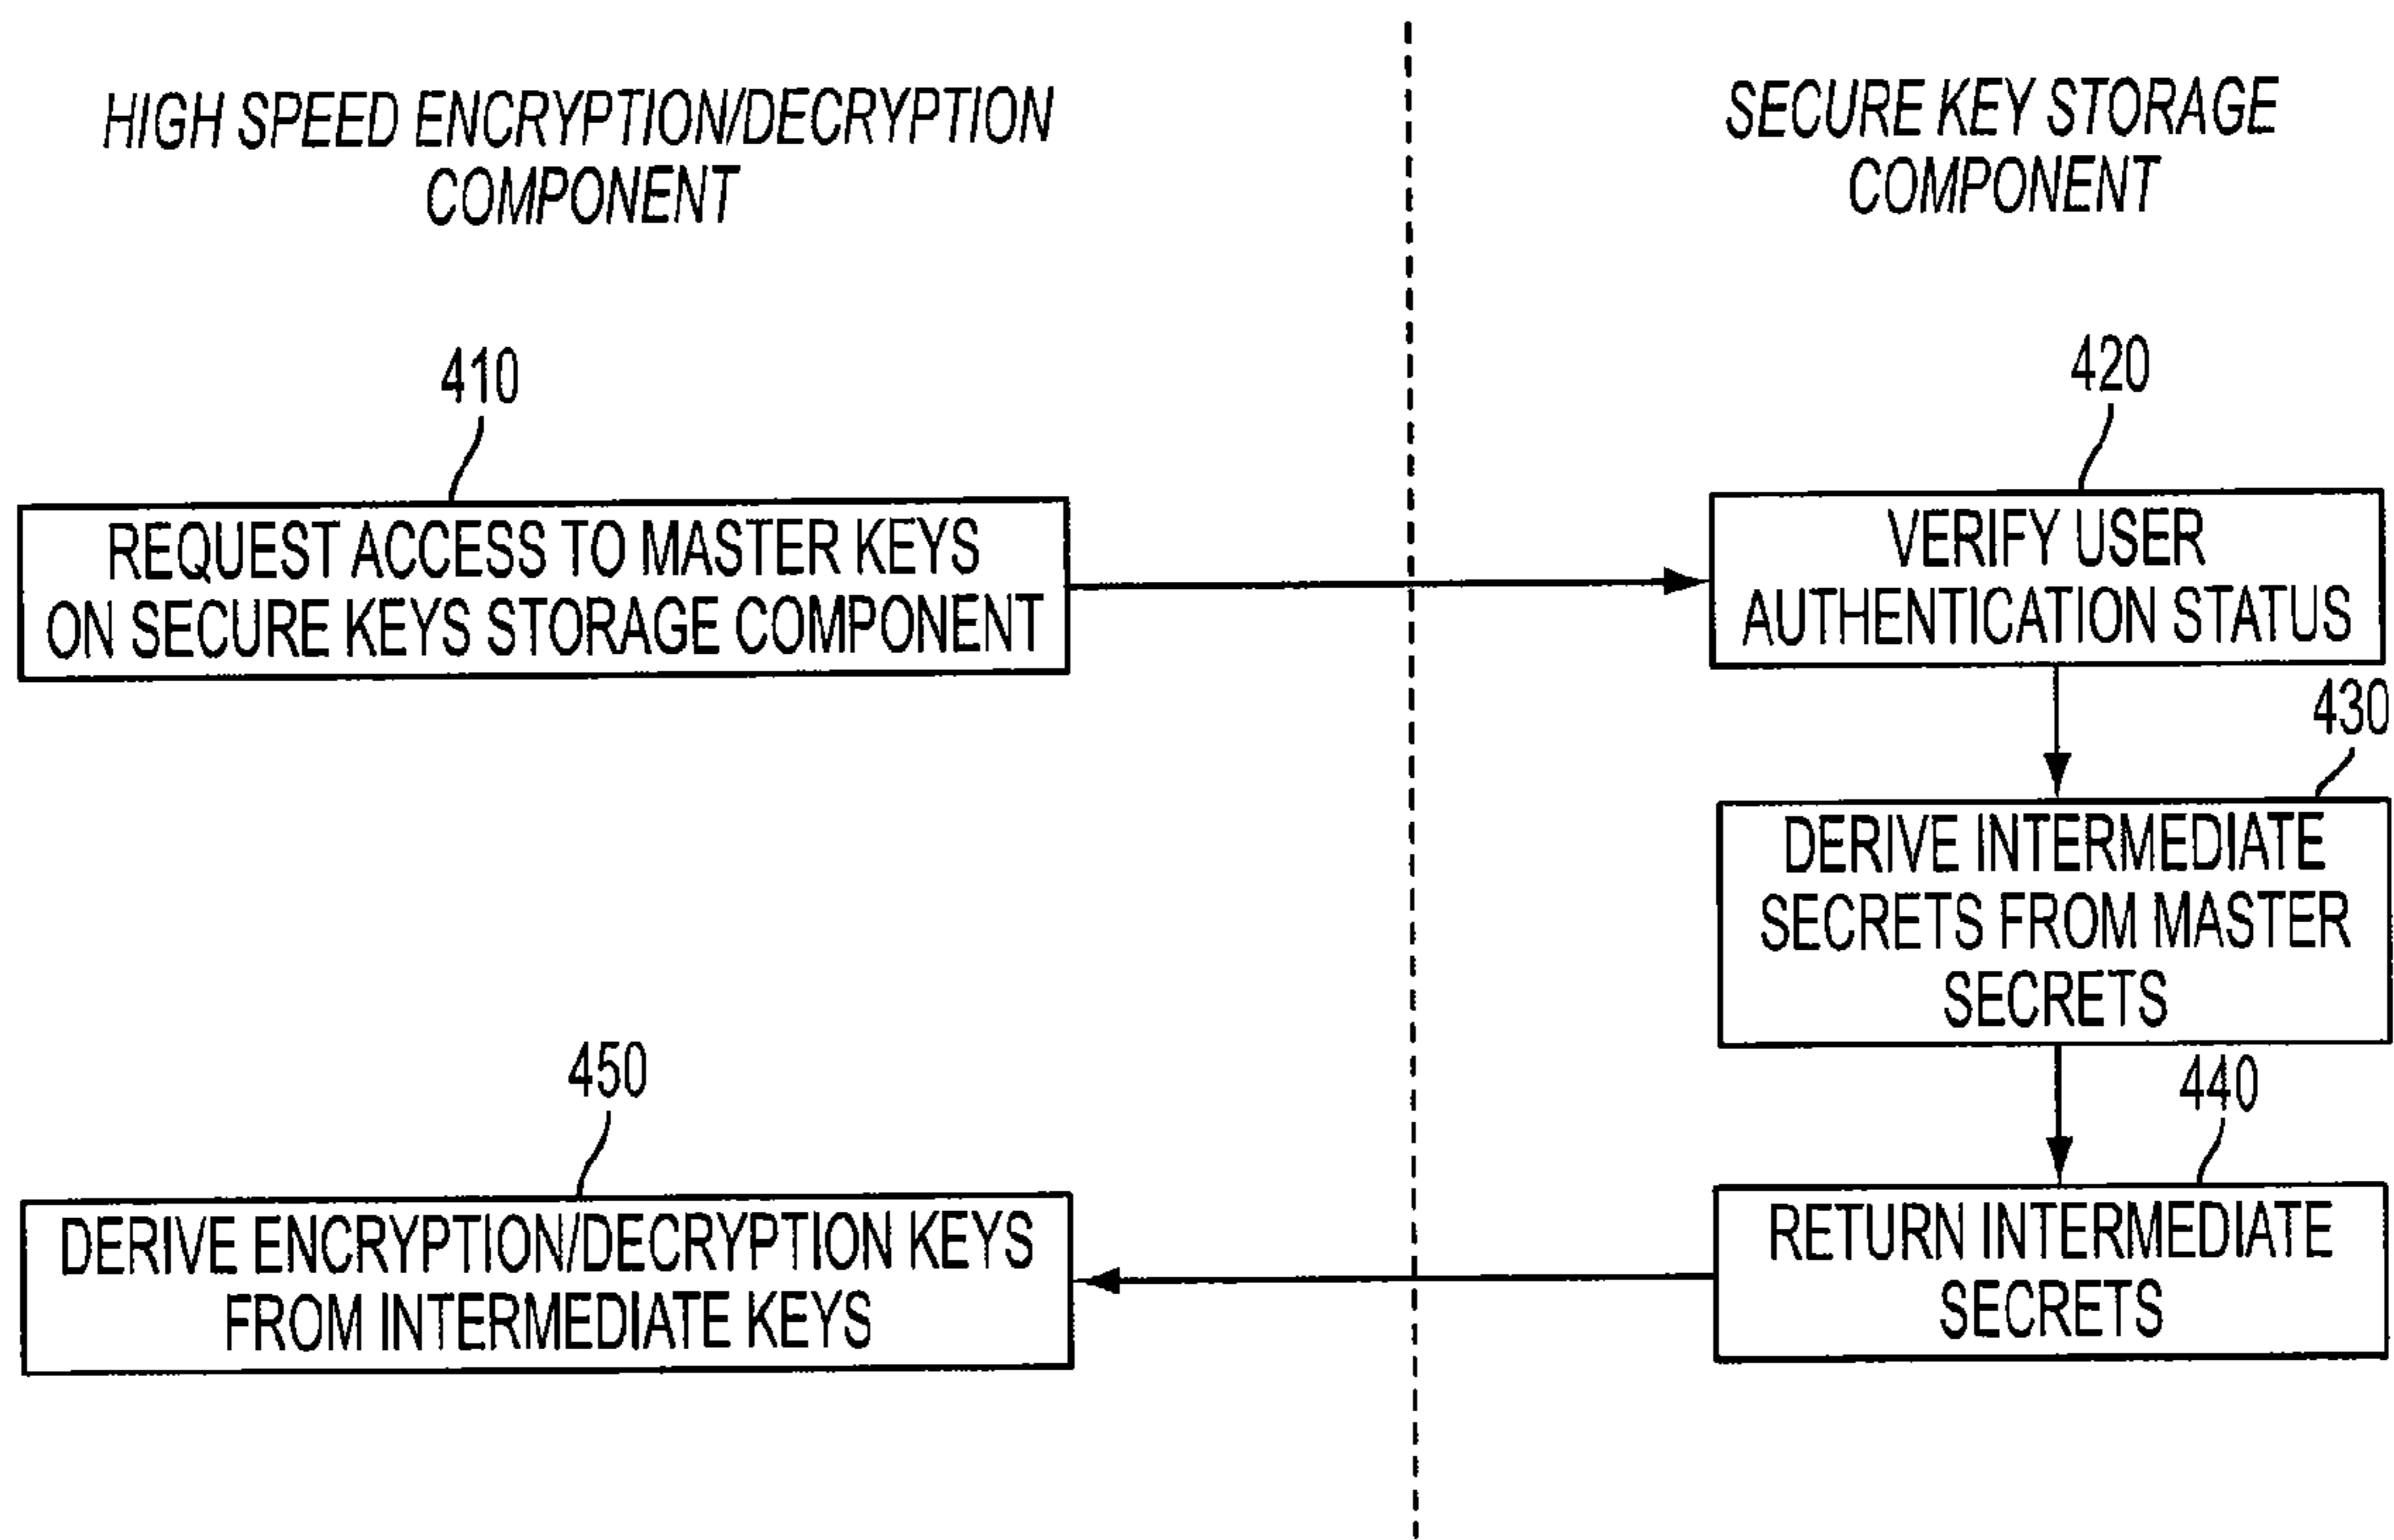 HIGH SPEED ENCRYPTION/DECRYPTION
COMPONENT
SECURE KEY STORAGE
COMPONENT
410
REQUEST ACCESS TO MASTER KEYS
ON SECURE KEYS STORAGE COMPONENT
420
VERIFY USER
AUTHENTICATION STATUS
430
DERIVE INTERMEDIATE
SECRETS FROM MASTER
SECRETS
440
RETURN INTERMEDIATE
SECRETS
450
DERIVE ENCRYPTION/DECRYPTION KEYS
FROM INTERMEDIATE KEYS